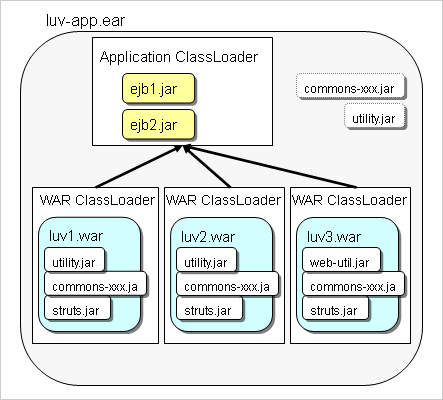 luv-app.ear
Application ClassLoader
ejb1.jar
ejb2.jar
commons-xxx.jar
utility.jar
WAR ClassLoader
luv1.war
utility.jar
commons-xxx.ja
struts.jar
WAR ClassLoader
luv2.war
utility.jar
commons-xxx.ja
struts.jar
WAR ClassLoader
luv3.war
web-util.jar
commons-xxx.jar
struts.jar